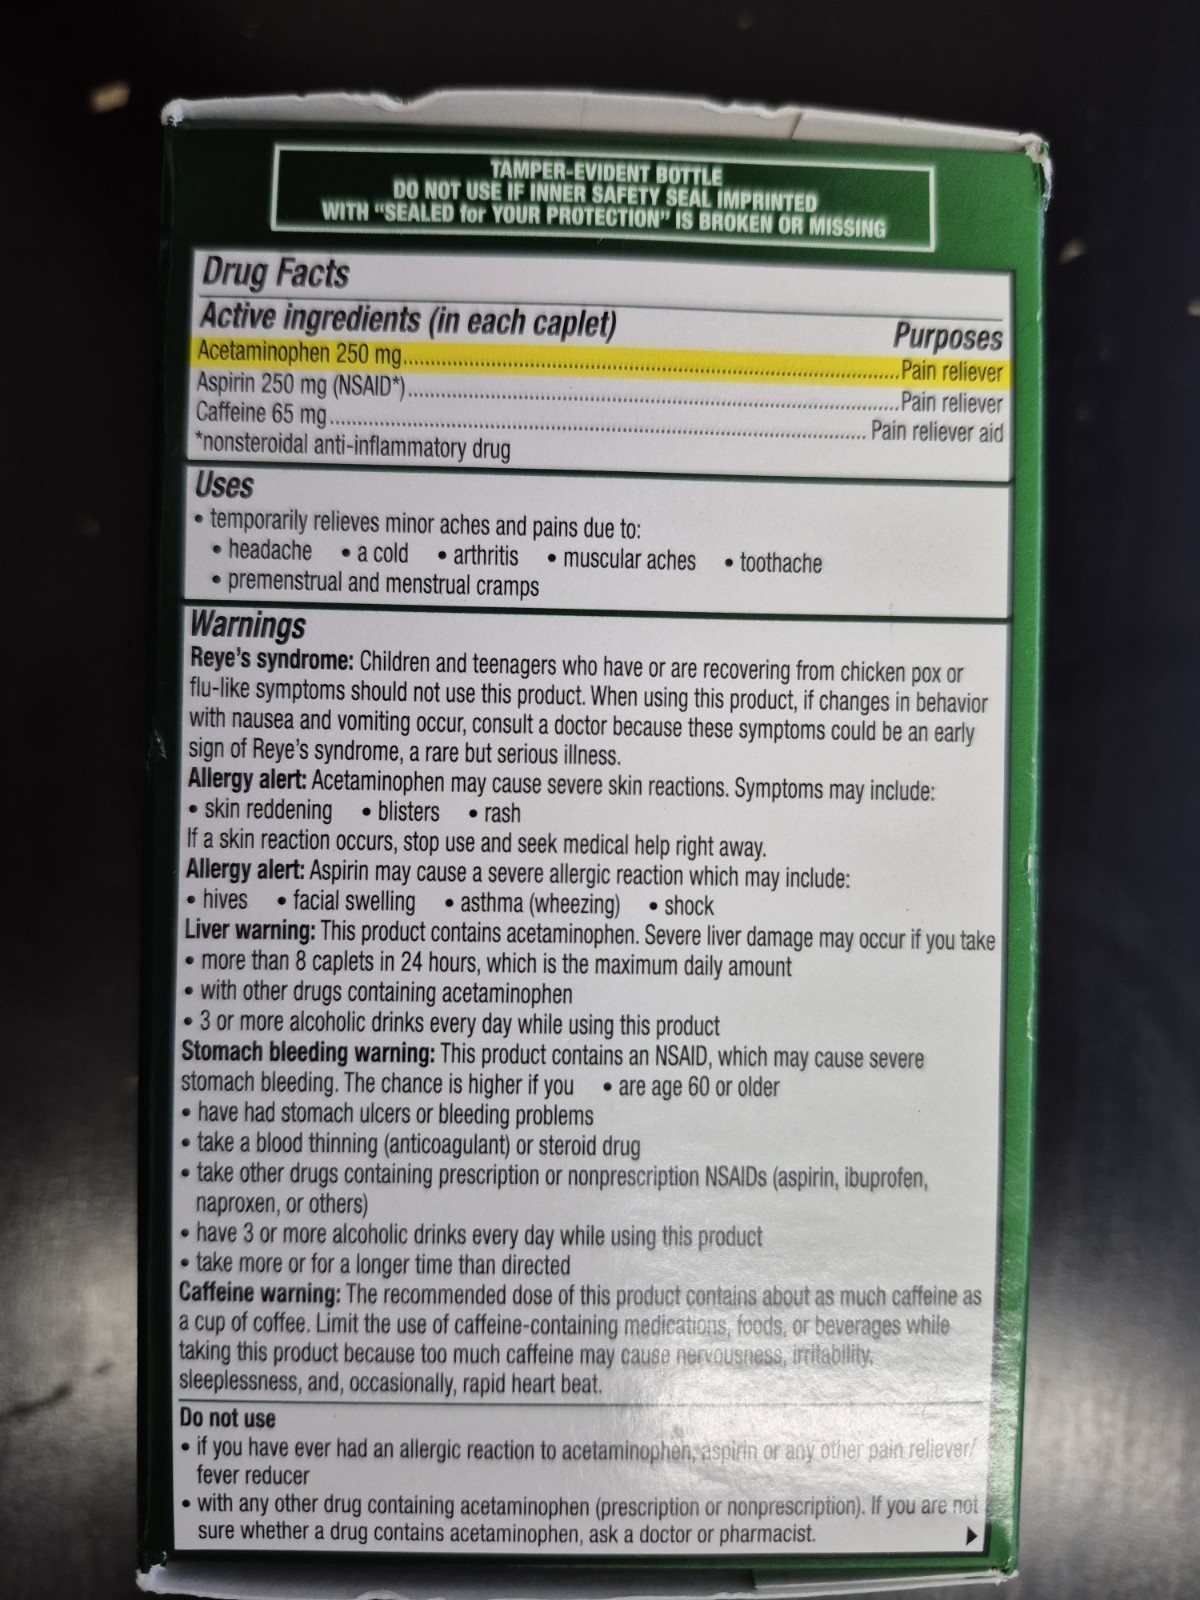 TAMPER-EVIDENT BOTTLE
DO NOT USE IF INNER SAFETY SEAL IMPRINTED
WITH “SEALED for YOUR PROTECTION” IS BROKEN OR MISSING
Drug Facts
Active ingredients (in each caplet) Purposes
Acetaminophen 250 mg.......Pain reliever
Aspirin 250 mg (NSAID*).......Pain reliever
Caffeine 65 mg....... Pain reliever aid
*nonsteroidal anti-inflammatory drug
Uses
• temporarily relieves minor aches and pains due to:
• headache • a cold • arthritis • muscular aches • toothache
• premenstrual and menstrual cramps
Warnings
Reye's syndrome: Children and teenagers who have or are recovering from chicken pox or
flu-like symptoms should not use this product. When using this product, if changes in behavior
with nausea and vomiting occur, consult a doctor because these symptoms could be an early
sign of Reye's syndrome, a rare but serious illness.
Allergy alert: Acetaminophen may cause severe skin reactions. Symptoms may include:
• skin reddening • blisters • rash
If a skin reaction occurs, stop use and seek medical help right away.
Allergy alert: Aspirin may cause a severe allergic reaction which may include:
• hives • facial swelling • asthma (wheezing) • shock
Liver warning: This product contains acetaminophen. Severe liver damage may occur if you take
• more than 8 caplets in 24 hours, which is the maximum daily amount
• with other drugs containing acetaminophen
• 3 or more alcoholic drinks every day while using this product
Stomach bleeding warning: This product contains an NSAID, which may cause severe
stomach bleeding. The chance is higher if you • are age 60 or older
• have had stomach ulcers or bleeding problems
• take a blood thinning (anticoagulant) or steroid drug
• take other drugs containing prescription or nonprescription NSAIDs (aspirin, ibuprofen,
naproxen, or others)
• have 3 or more alcoholic drinks every day while using this product
• take more or for a longer time than directed
Caffeine warning: The recommended dose of this product contains about as much caffeine as
a cup of coffee. Limit the use of caffeine-containing medications, foods, or beverages while
taking this product because too much caffeine may cause nervousness, irritability,
sleeplessness, and, occasionally, rapid heart beat.
Do not use
• if you have ever had an allergic reaction to acetaminophen, aspirin or any other pain reliever/
fever reducer
• with any other drug containing acetaminophen (prescription or nonprescription). If you are not
sure whether a drug contains acetaminophen, ask a doctor or pharmacist.